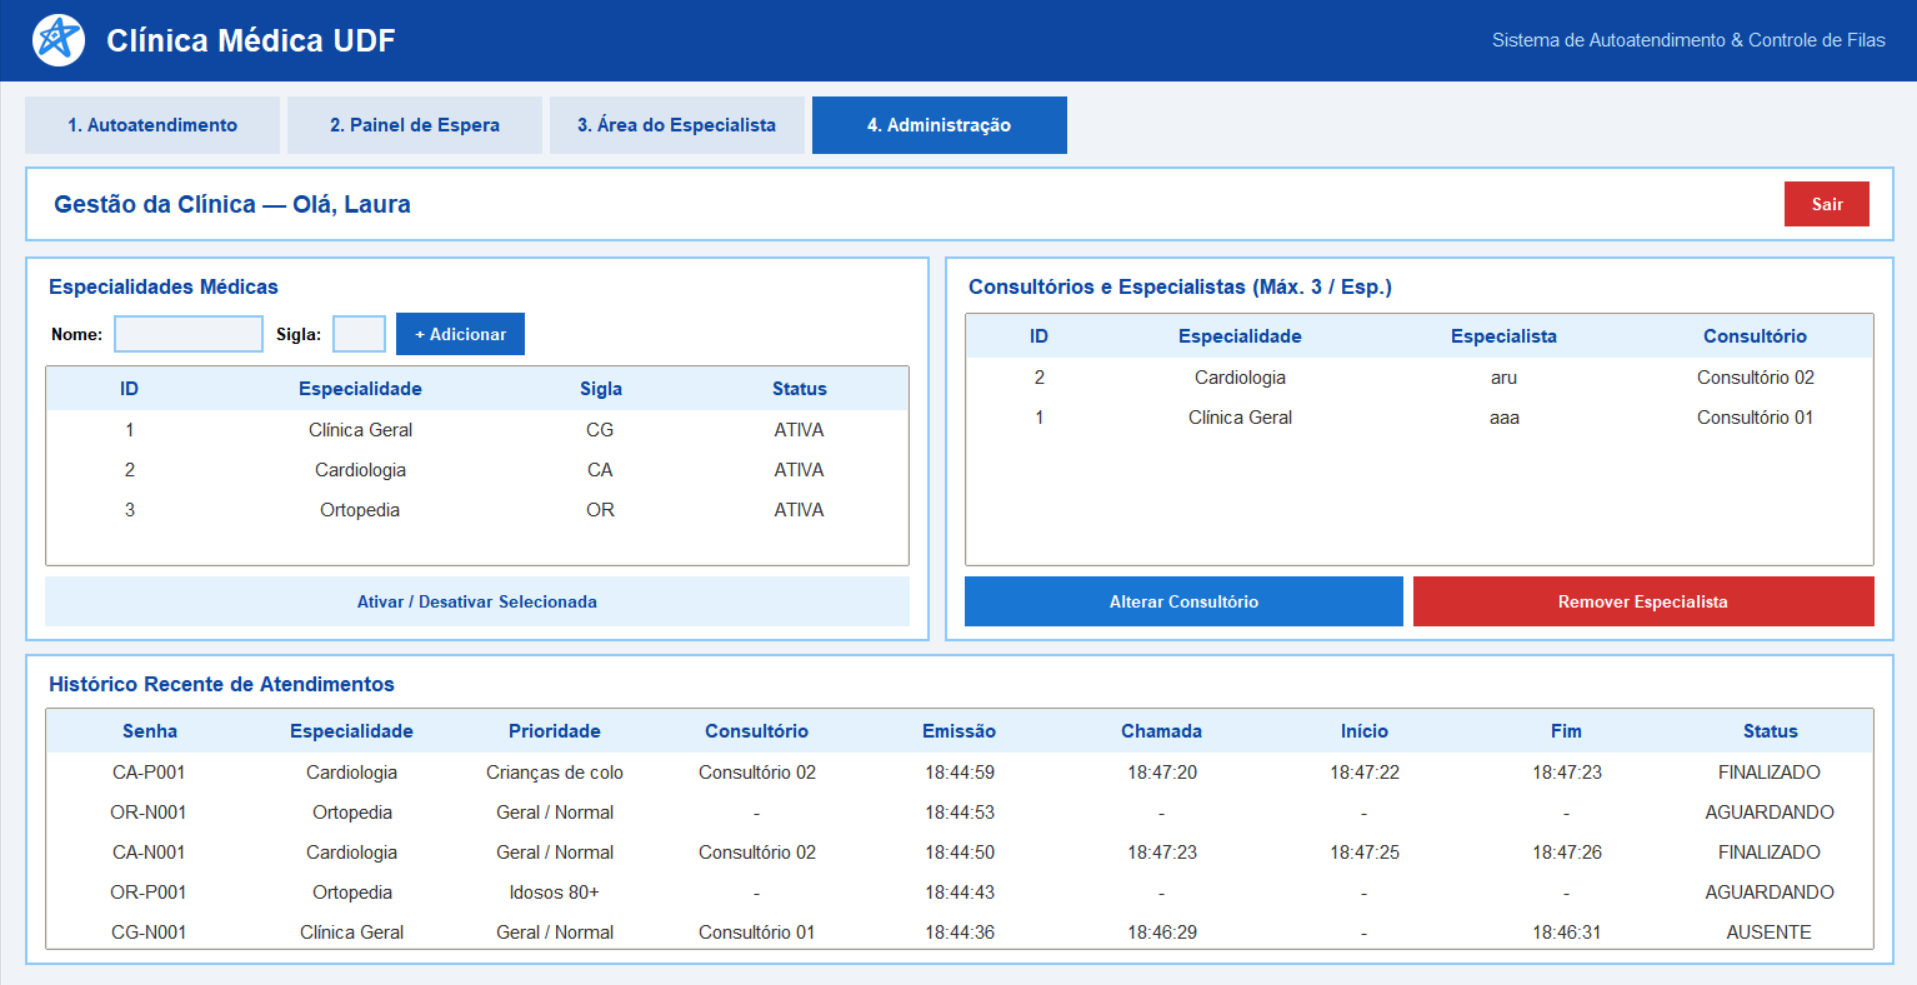 Clínica Médica UDF
Sistema de Autoatendimento & Controle de Filas
1. Autoatendimento
2. Painel de Espera
3. Área do Especialista
4. Administração
Gestão da Clínica — Olá, Laura
Sair
Especialidades Médicas
Nome: Sigla: + Adicionar
ID Especialidade Sigla Status
1 Clínica Geral CG ATIVA
2 Cardiologia CA ATIVA
3 Ortopedia OR ATIVA
Ativar / Desativar Selecionada
Consultórios e Especialistas (Máx. 3 / Esp.)
ID Especialidade Especialista Consultório
2 Cardiologia aru Consultório 02
1 Clínica Geral aaa Consultório 01
Alterar Consultório
Remover Especialista
Histórico Recente de Atendimentos
Senha Especialidade Prioridade Consultório Emissão Chamada Início Fim Status
CA-P001 Cardiologia Crianças de colo Consultório 02 18:44:59 18:47:20 18:47:22 18:47:23 FINALIZADO
OR-N001 Ortopedia Geral / Normal - 18:44:53 - - - AGUARDANDO
CA-N001 Cardiologia Geral / Normal Consultório 02 18:44:50 18:47:23 18:47:25 18:47:26 FINALIZADO
OR-P001 Ortopedia Idosos 80+ - 18:44:43 - - - AGUARDANDO
CG-N001 Clínica Geral Geral / Normal Consultório 01 18:44:36 18:46:29 - 18:46:31 AUSENTE